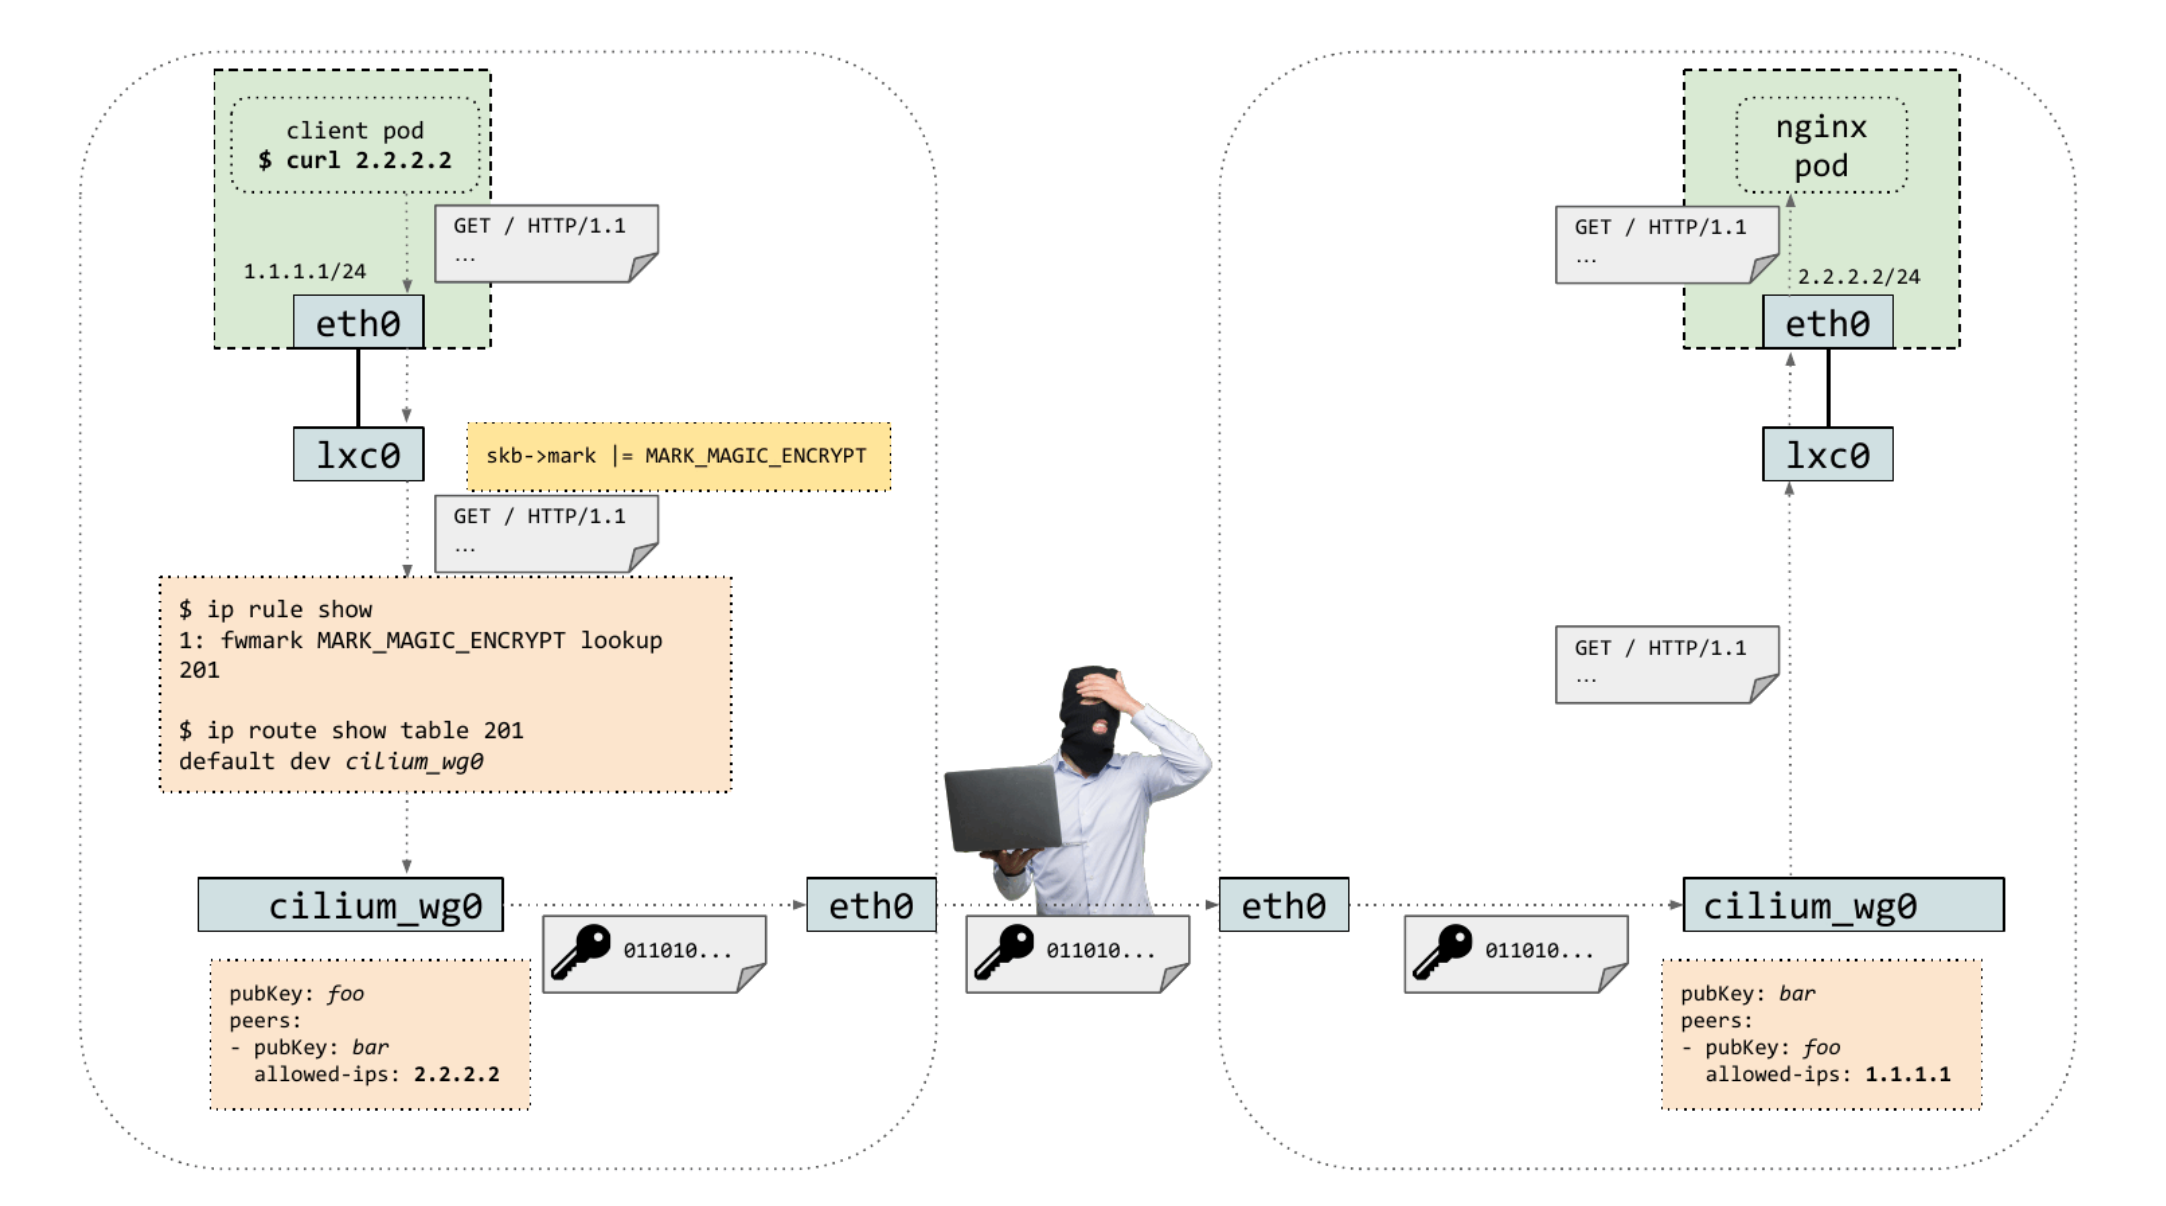 client pod
$ curl 2.2.2.2
GET / HTTP/1.1
...
1.1.1.1/24
eth0
lxc0
skb->mark |= MARK_MAGIC_ENCRYPT
GET / HTTP/1.1
...
$ ip rule show
1: fwmark MARK_MAGIC_ENCRYPT lookup
201
$ ip route show table 201
default dev cilium_wg0
cilium_wg0
pubKey: foo
peers:
- pubKey: bar
allowed-ips: 2.2.2.2
011010...
eth0
011010...
eth0
011010...
nginx
pod
GET / HTTP/1.1
...
2.2.2.2/24
eth0
lxc0
GET / HTTP/1.1
...
cilium_wg0
pubKey: bar
peers:
- pubKey: foo
allowed-ips: 1.1.1.1